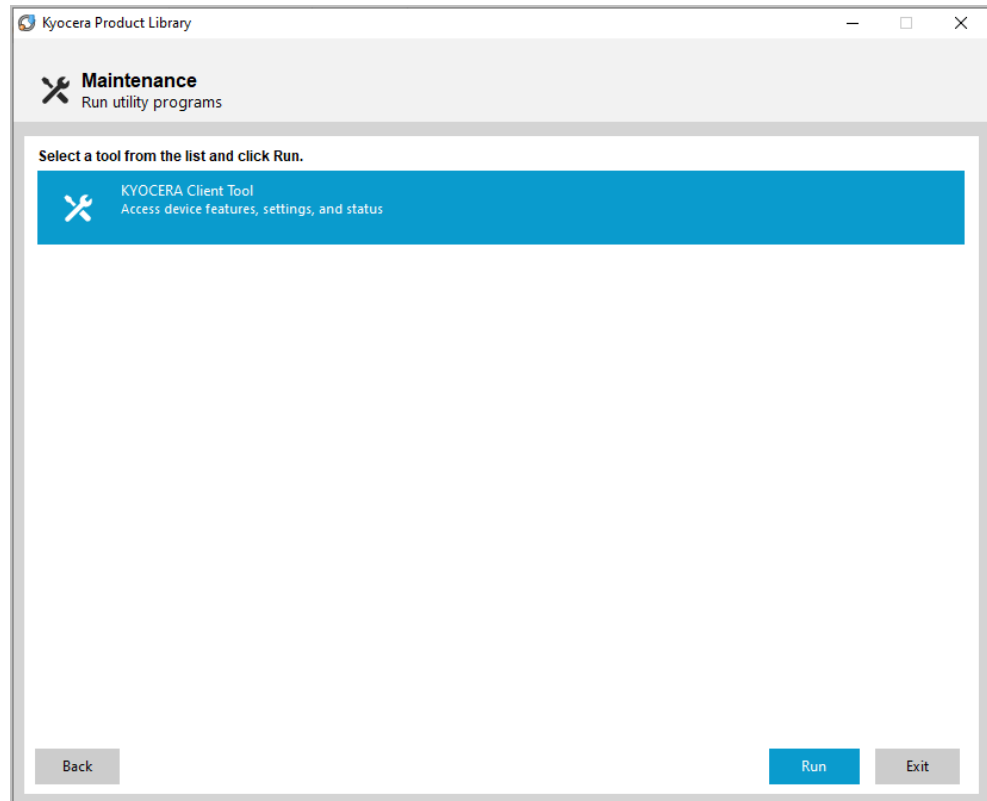 Kyocera Product Library
Maintenance
Run utility programs
Select a tool from the list and click Run.
KYOCERA Client Tool
Access device features, settings, and status
Back
Run
Exit